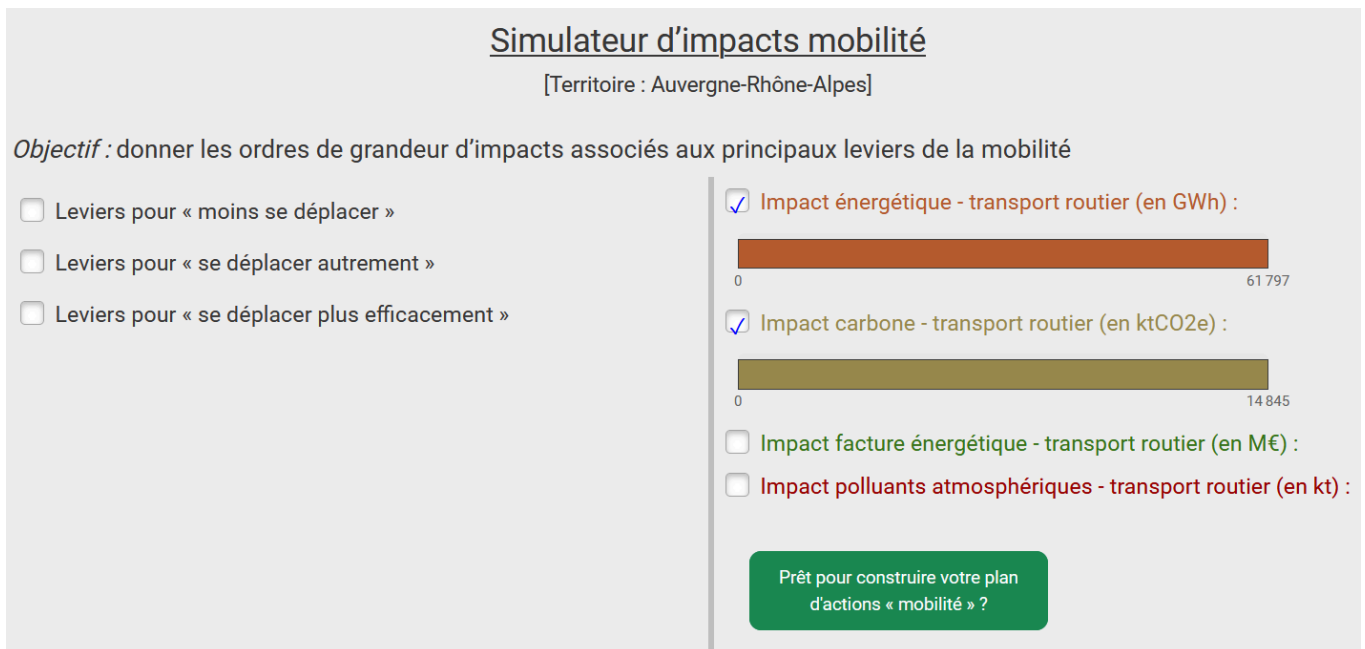 Simulateur d’impacts mobilité
[Territoire : Auvergne-Rhône-Alpes]
Objectif : donner les ordres de grandeur d’impacts associés aux principaux leviers de la mobilité
Leviers pour « moins se déplacer »
Leviers pour « se déplacer autrement »
Leviers pour « se déplacer plus efficacement »
Impact énergétique - transport routier (en GWh) :
0 61 797
Impact carbone - transport routier (en ktCO2e) :
0 14 845
Impact facture énergétique - transport routier (en M€) :
Impact polluants atmosphériques - transport routier (en kt) :
Prêt pour construire votre plan
d'actions « mobilité » ?